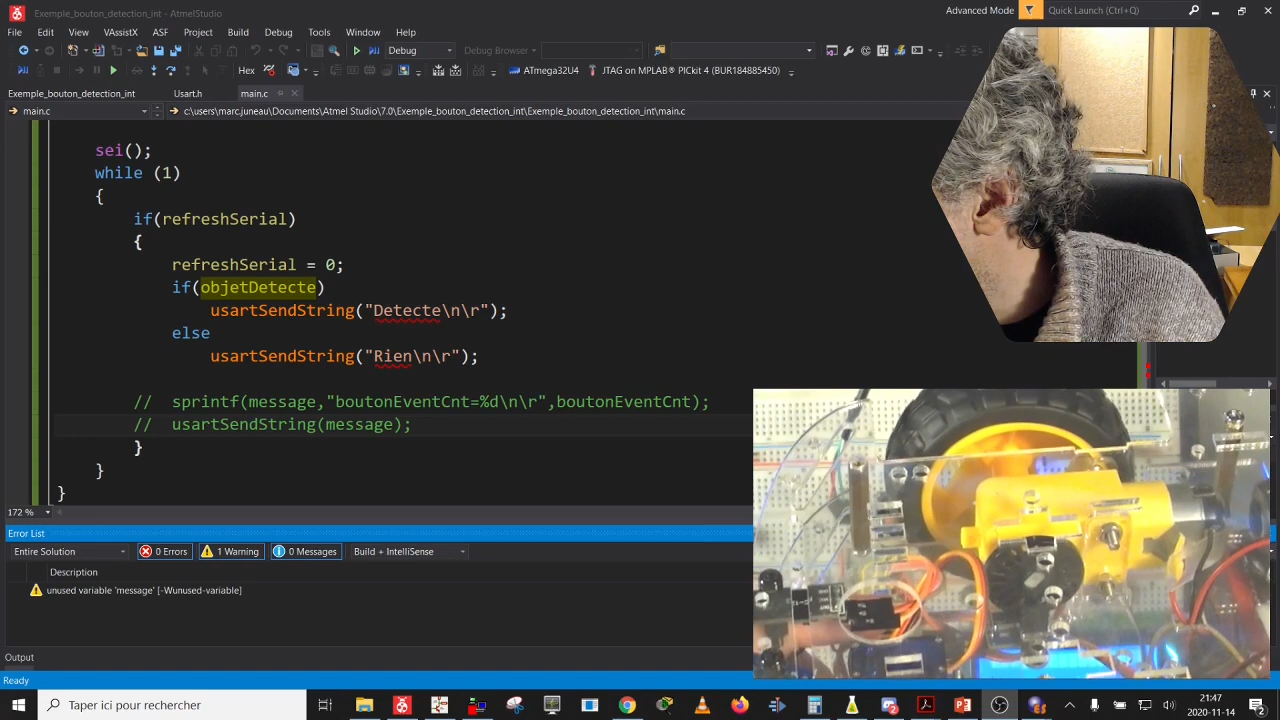 Exemple_bouton_detection_int - AtmelStudio
Advanced Mode
Quick Launch (Ctrl+Q)
File Edit View VAssistX ASF Project Build Debug Tools Window Help
Debug
Debug Browser
Hex
ATmega32U4
JTAG on MPLAB® PICkit 4 (BUR184885450)
Exemple_bouton_detection_int
Usart.h
main.c
main.c
c:\users\marc.juneau\Documents\Atmel Studio\7.0\Exemple_bouton_detection_int\Exemple_bouton_detection_int\main.c
sei();
while (1)
{
if(refreshSerial)
{
refreshSerial = 0;
if(objetDetecte)
usartSendString("Detecte\n\r");
else
usartSendString("Rien\n\r");
// sprintf(message,"boutonEventCnt=%d\n\r",boutonEventCnt);
// usartSendString(message);
}
}
}
172 %
Error List
Entire Solution
0 Errors
1 Warning
0 Messages
Build + IntelliSense
Description
unused variable 'message' [-Wunused-variable]
Output
Ready
Taper ici pour rechercher
21:47
2020-11-14
2